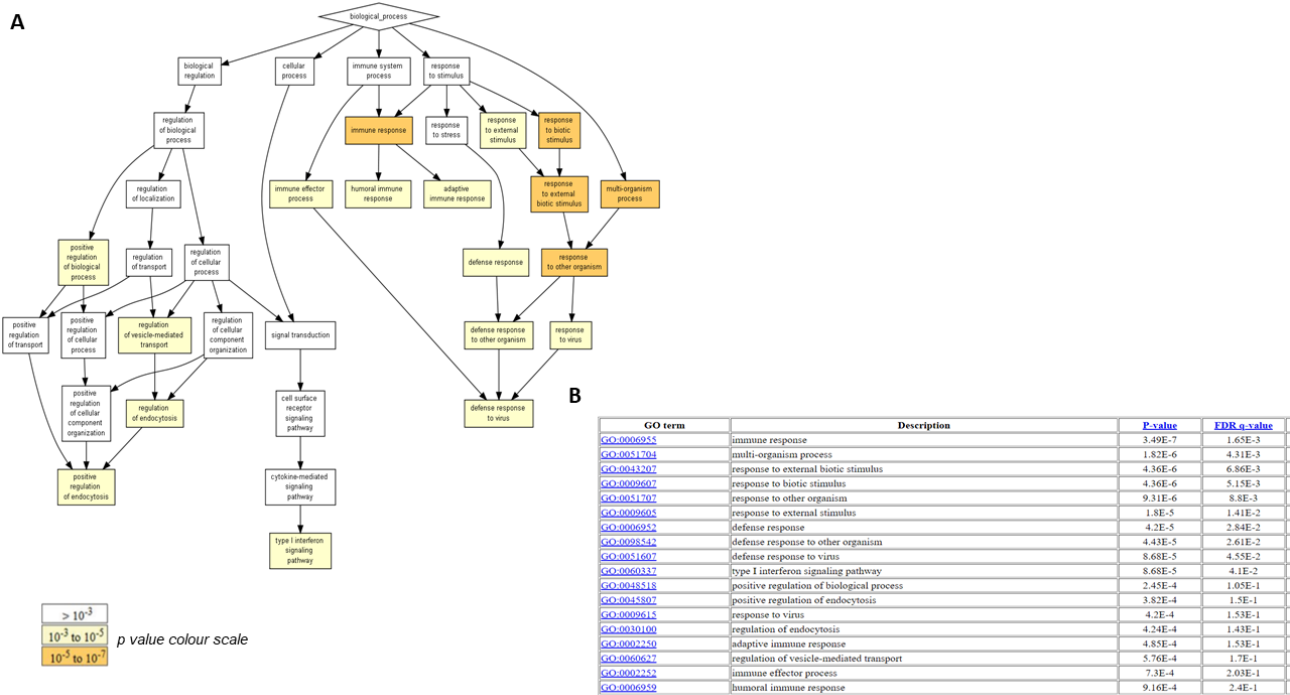 A
biological_process
biological
regulation
cellular
process
immune system
process
response
to stimulus
regulation
of biological
process
immune response
response
to stress
response
to external
stimulus
response
to biotic
stimulus
regulation
of localization
immune effector
process
humoral immune
response
adaptive
immune response
response
to external
biotic stimulus
multi-organism
process
positive
regulation
of biological
process
regulation
of transport
regulation
of cellular
process
defense response
response
to other organism
positive
regulation
of transport
positive
regulation
of cellular
process
regulation
of vesicle-mediated
transport
regulation
of cellular
component
organization
signal transduction
defense response
to other organism
response
to virus
positive
regulation
of cellular
component
organization
regulation
of endocytosis
cell surface
receptor
signaling
pathway
defense response
to virus
positive
regulation
of endocytosis
cytokine-mediated
signaling
pathway
type I interferon
signaling
pathway
> 10-3
10-3 to 10-5
10-5 to 10-7
p value colour scale
B
GO term Description P-value FDR q-value
GO:0006955 immune response 3.49E-7 1.65E-3
GO:0051704 multi-organism process 1.82E-6 4.31E-3
GO:0043207 response to external biotic stimulus 4.36E-6 6.86E-3
GO:0009607 response to biotic stimulus 4.36E-6 5.15E-3
GO:0051707 response to other organism 9.31E-6 8.8E-3
GO:0009605 response to external stimulus 1.8E-5 1.41E-2
GO:0006952 defense response 4.2E-5 2.84E-2
GO:0098542 defense response to other organism 4.43E-5 2.61E-2
GO:0051607 defense response to virus 8.68E-5 4.55E-2
GO:0060337 type I interferon signaling pathway 8.68E-5 4.1E-2
GO:0048518 positive regulation of biological process 2.45E-4 1.05E-1
GO:0045807 positive regulation of endocytosis 3.82E-4 1.5E-1
GO:0009615 response to virus 4.2E-4 1.53E-1
GO:0030100 regulation of endocytosis 4.24E-4 1.43E-1
GO:0002250 adaptive immune response 4.85E-4 1.53E-1
GO:0060627 regulation of vesicle-mediated transport 5.76E-4 1.7E-1
GO:0002252 immune effector process 7.3E-4 2.03E-1
GO:0006959 humoral immune response 9.16E-4 2.4E-1